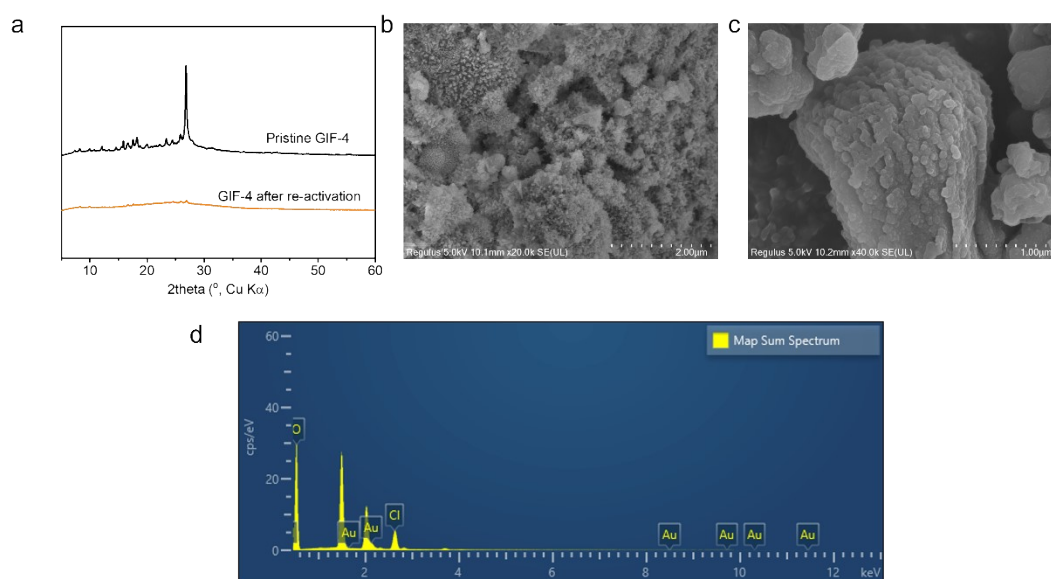 a
Pristine GIF-4
GIF-4 after re-activation
10 20 30 40 50 60
2theta (°, Cu Kα)
b
Regulus 5.0kV 10.1mm x20.0k SE(UL) 2.00μm
c
Regulus 5.0kV 10.2mm x40.0k SE(UL) 1.00μm
d
Map Sum Spectrum
60
40
20
0
cps/eV
O
Au
Au
Cl
Au
Au
Au
Au
2 4 6 8 10 12 keV